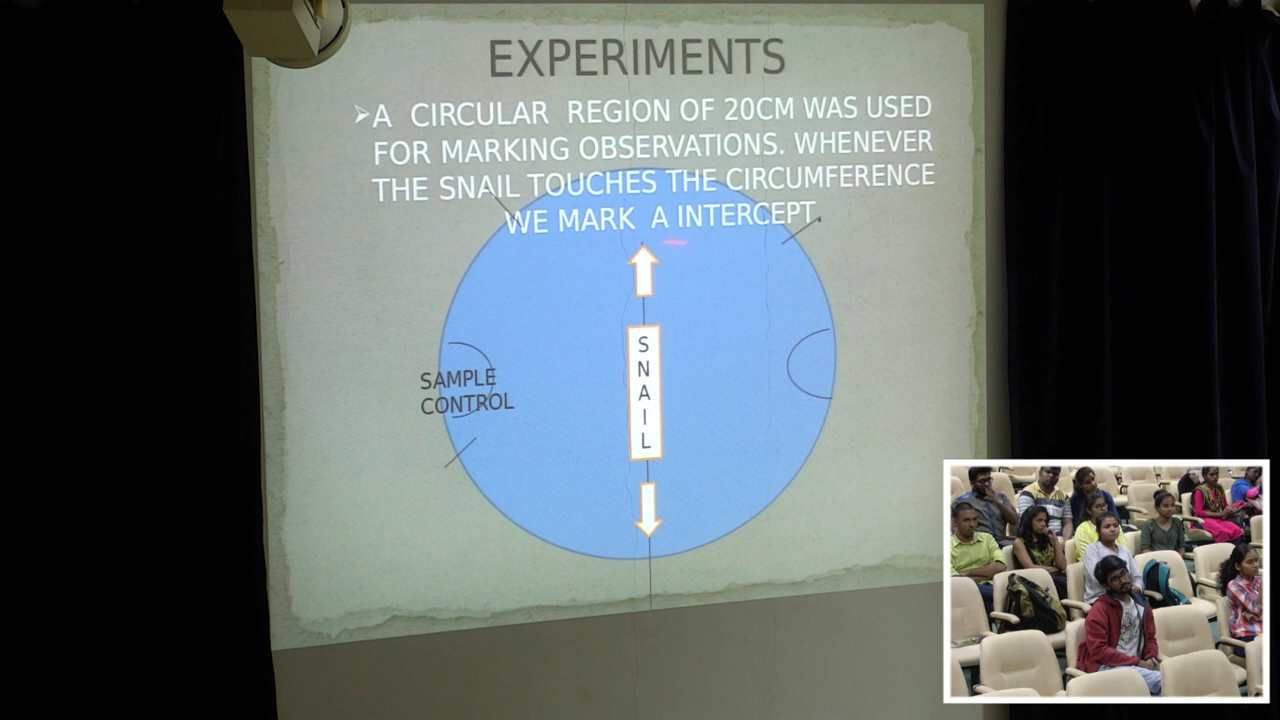 EXPERIMENTS
➢A CIRCULAR REGION OF 20CM WAS USED
FOR MARKING OBSERVATIONS. WHENEVER
THE SNAIL TOUCHES THE CIRCUMFERENCE
WE MARK A INTERCEPT.
SNAIL
SAMPLE
CONTROL